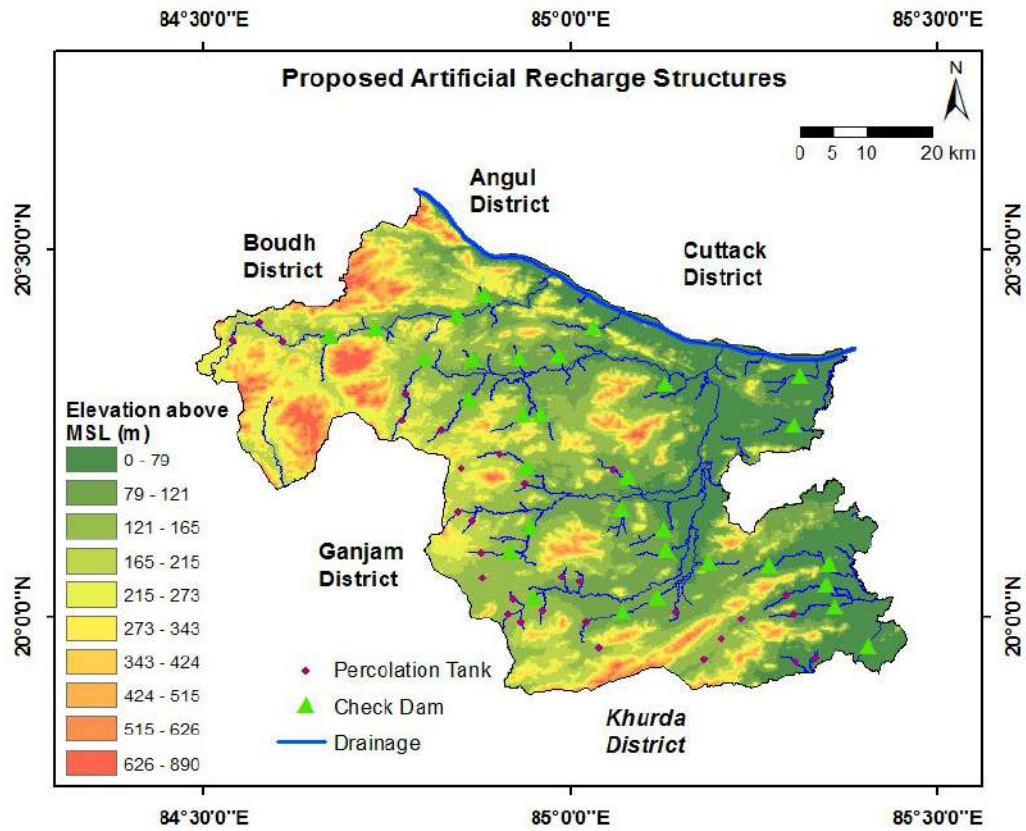 84°30'0"E
85°0'0"E
85°30'0"E
Proposed Artificial Recharge Structures
N
0 5 10 20 km
Angul
District
Boudh
District
Cuttack
District
20°30'0"N
20°30'0"N
Elevation above
MSL (m)
0 - 79
79 - 121
121 - 165
165 - 215
215 - 273
273 - 343
343 - 424
424 - 515
515 - 626
626 - 890
Ganjam
District
20°0'0"N
20°0'0"N
Percolation Tank
Check Dam
Drainage
Khurda
District
84°30'0"E
85°0'0"E
85°30'0"E